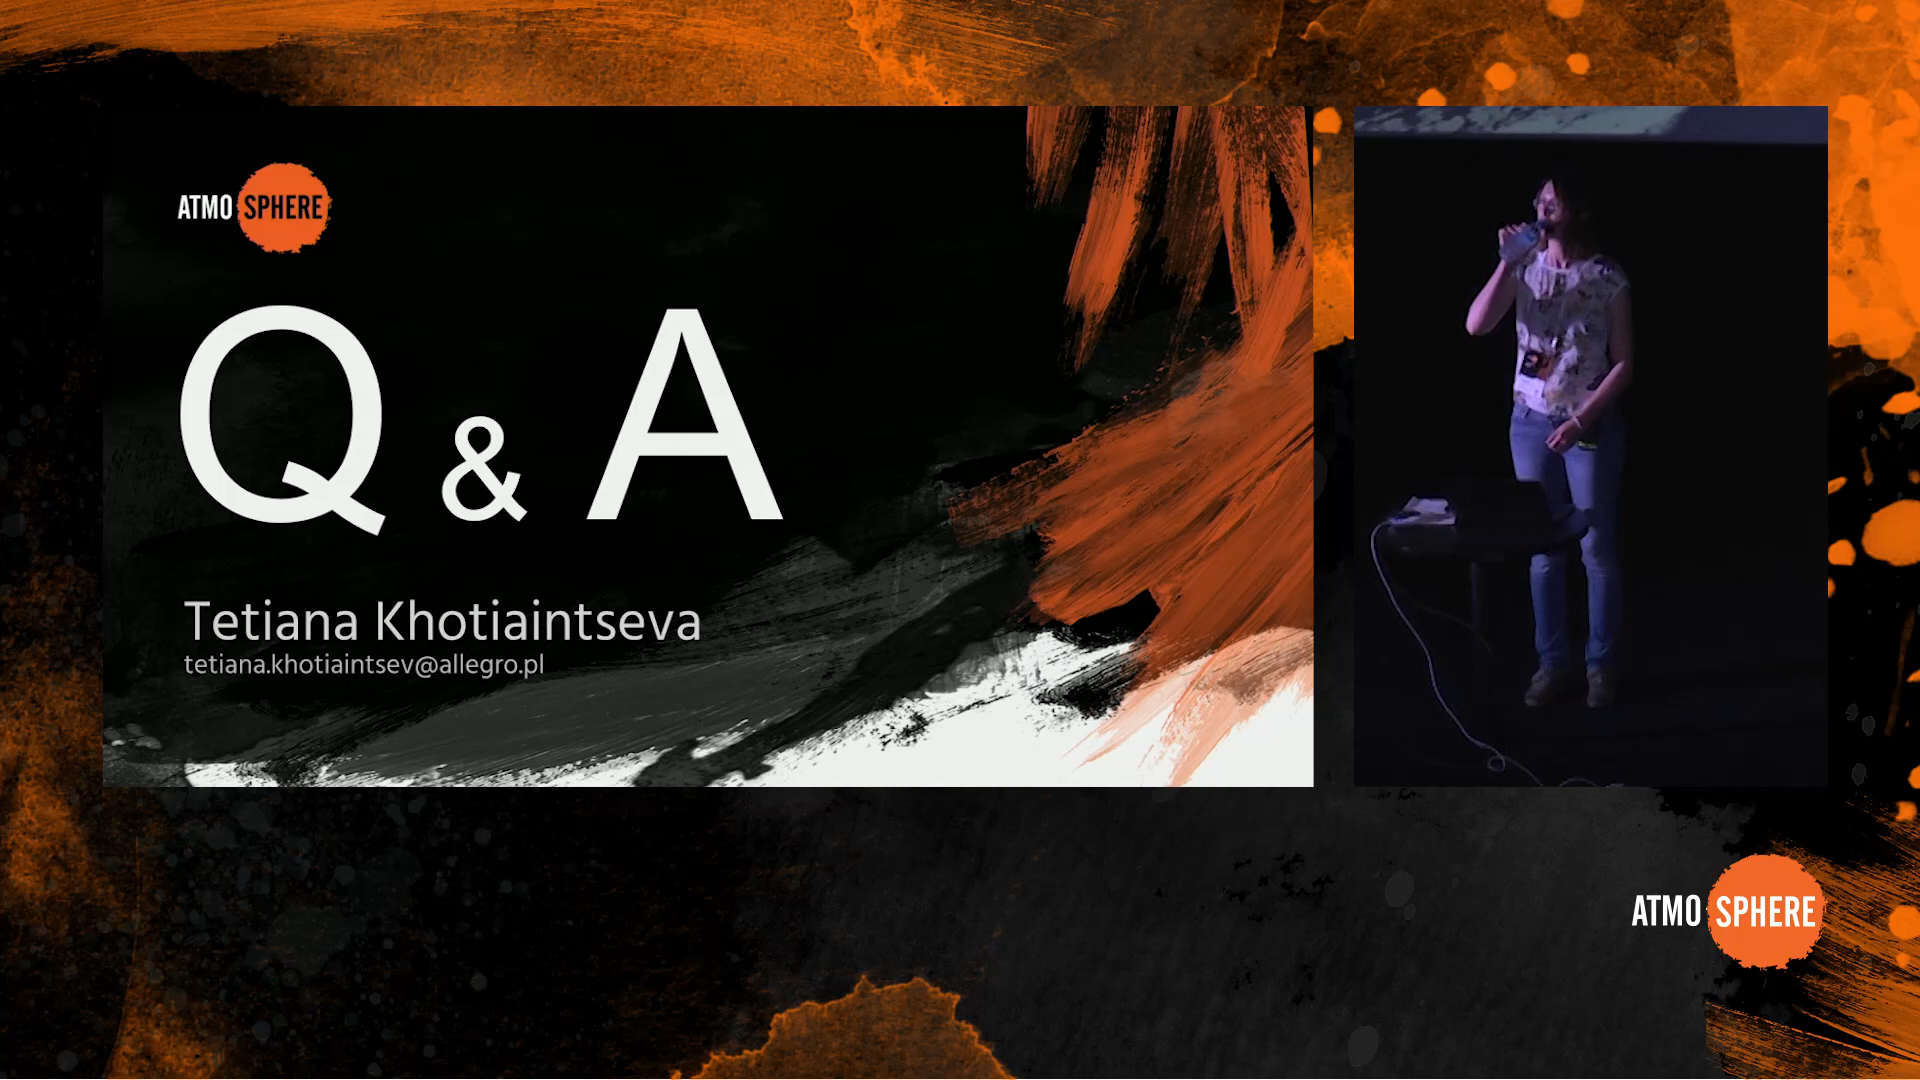 ATMO SPHERE
Q & A
Tetiana Khotiaintseva
tetiana.khotiaintsev@allegro.pl
ATMO SPHERE